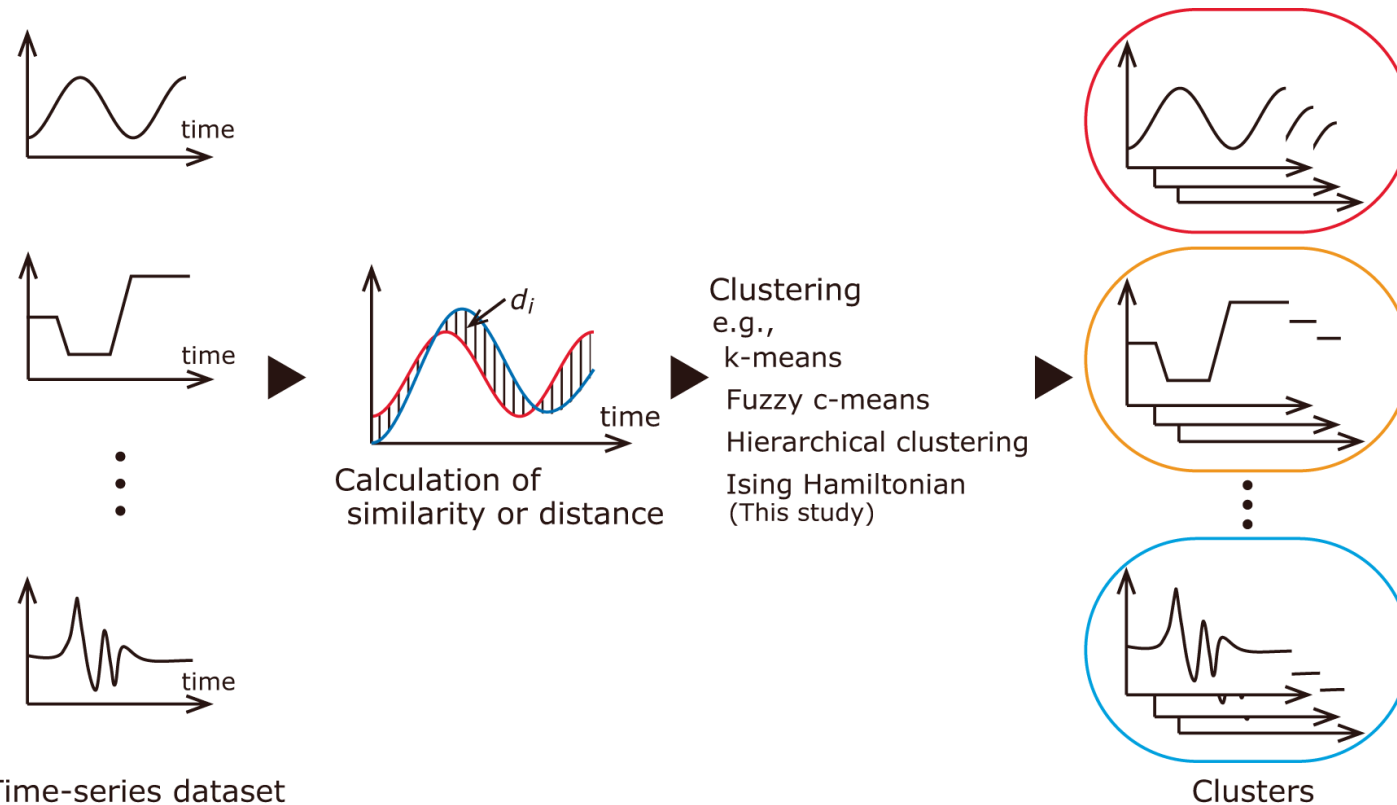 time
time
time
Time-series dataset
d_i
time
Calculation of
similarity or distance
Clustering
e.g.,
k-means
Fuzzy c-means
Hierarchical clustering
Ising Hamiltonian
(This study)
Clusters